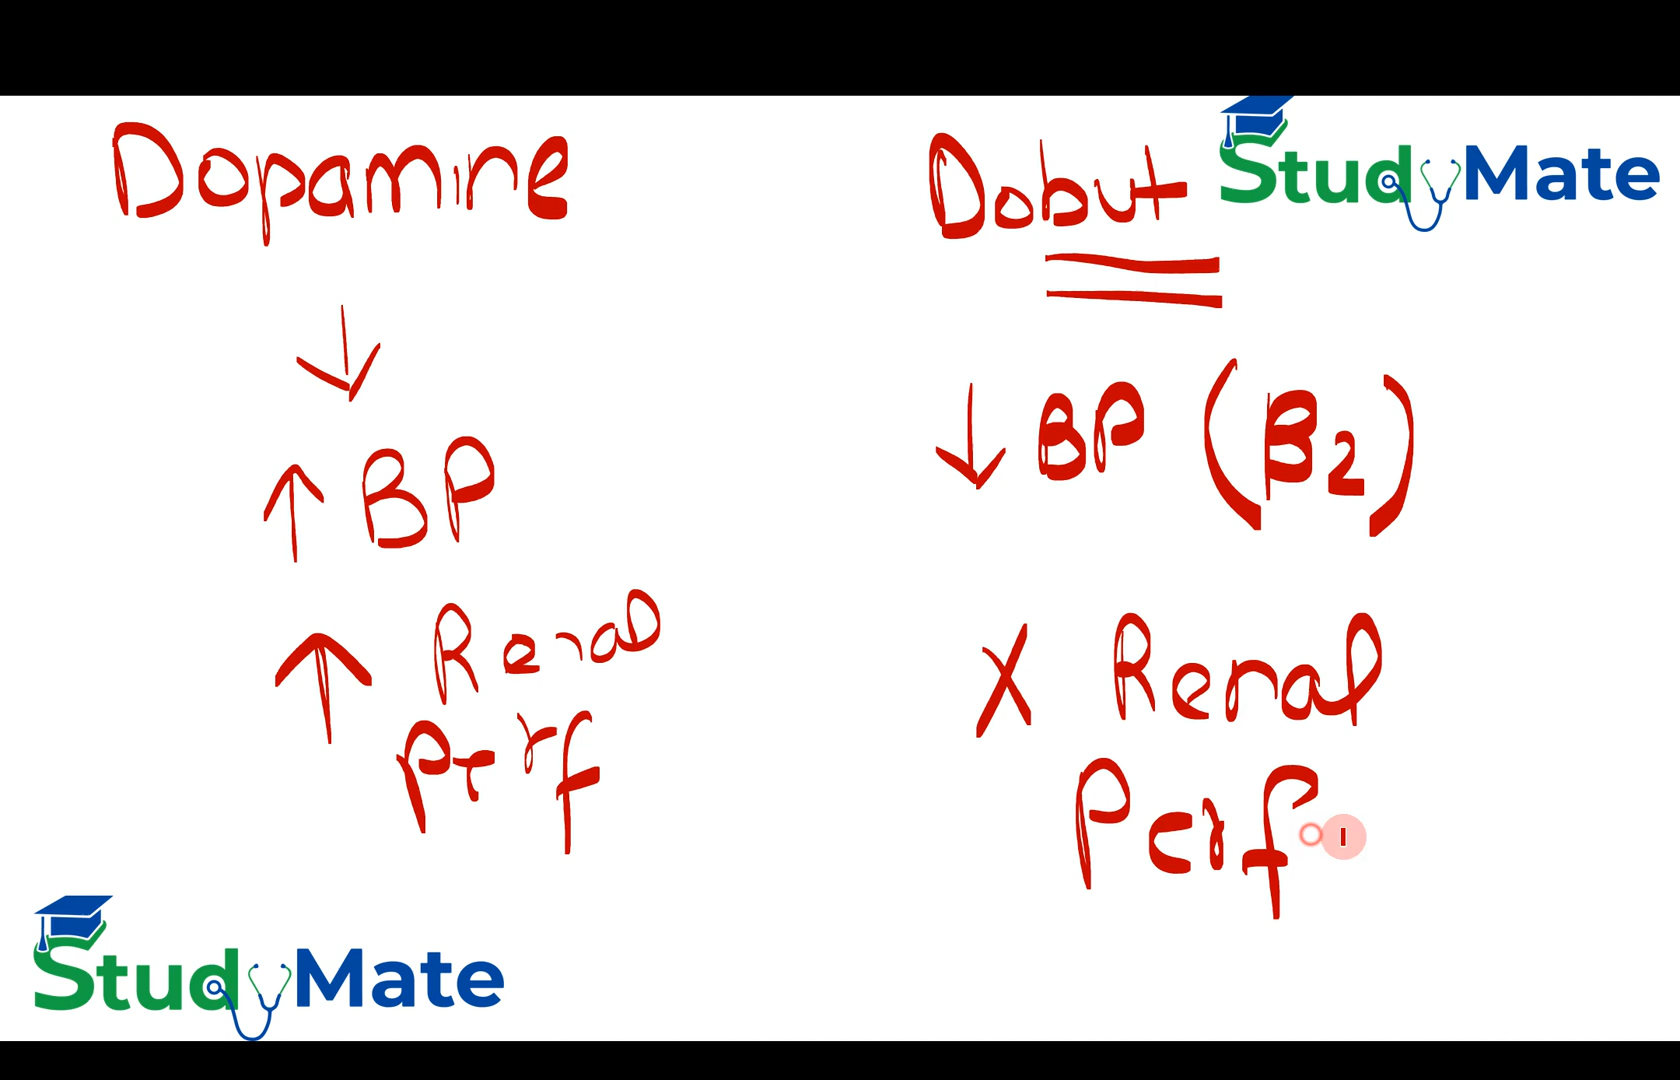 Dopamine
↓
↑ BP
↑ Renal
Perf
Dobut
↓ BP (B2)
X Renal
Perf
StudyMate
StudyMate